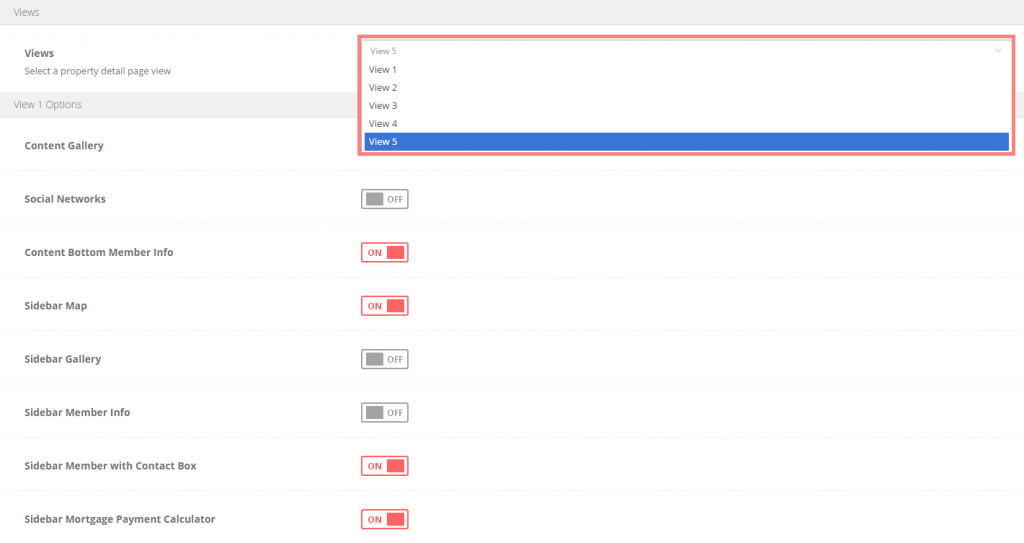 Views
Views
View 5
Select a property detail page view
View 1
View 2
View 3
View 4
View 5
View 1 Options
Content Gallery
Social Networks
OFF
Content Bottom Member Info
ON
Sidebar Map
ON
Sidebar Gallery
OFF
Sidebar Member Info
OFF
Sidebar Member with Contact Box
ON
Sidebar Mortgage Payment Calculator
ON